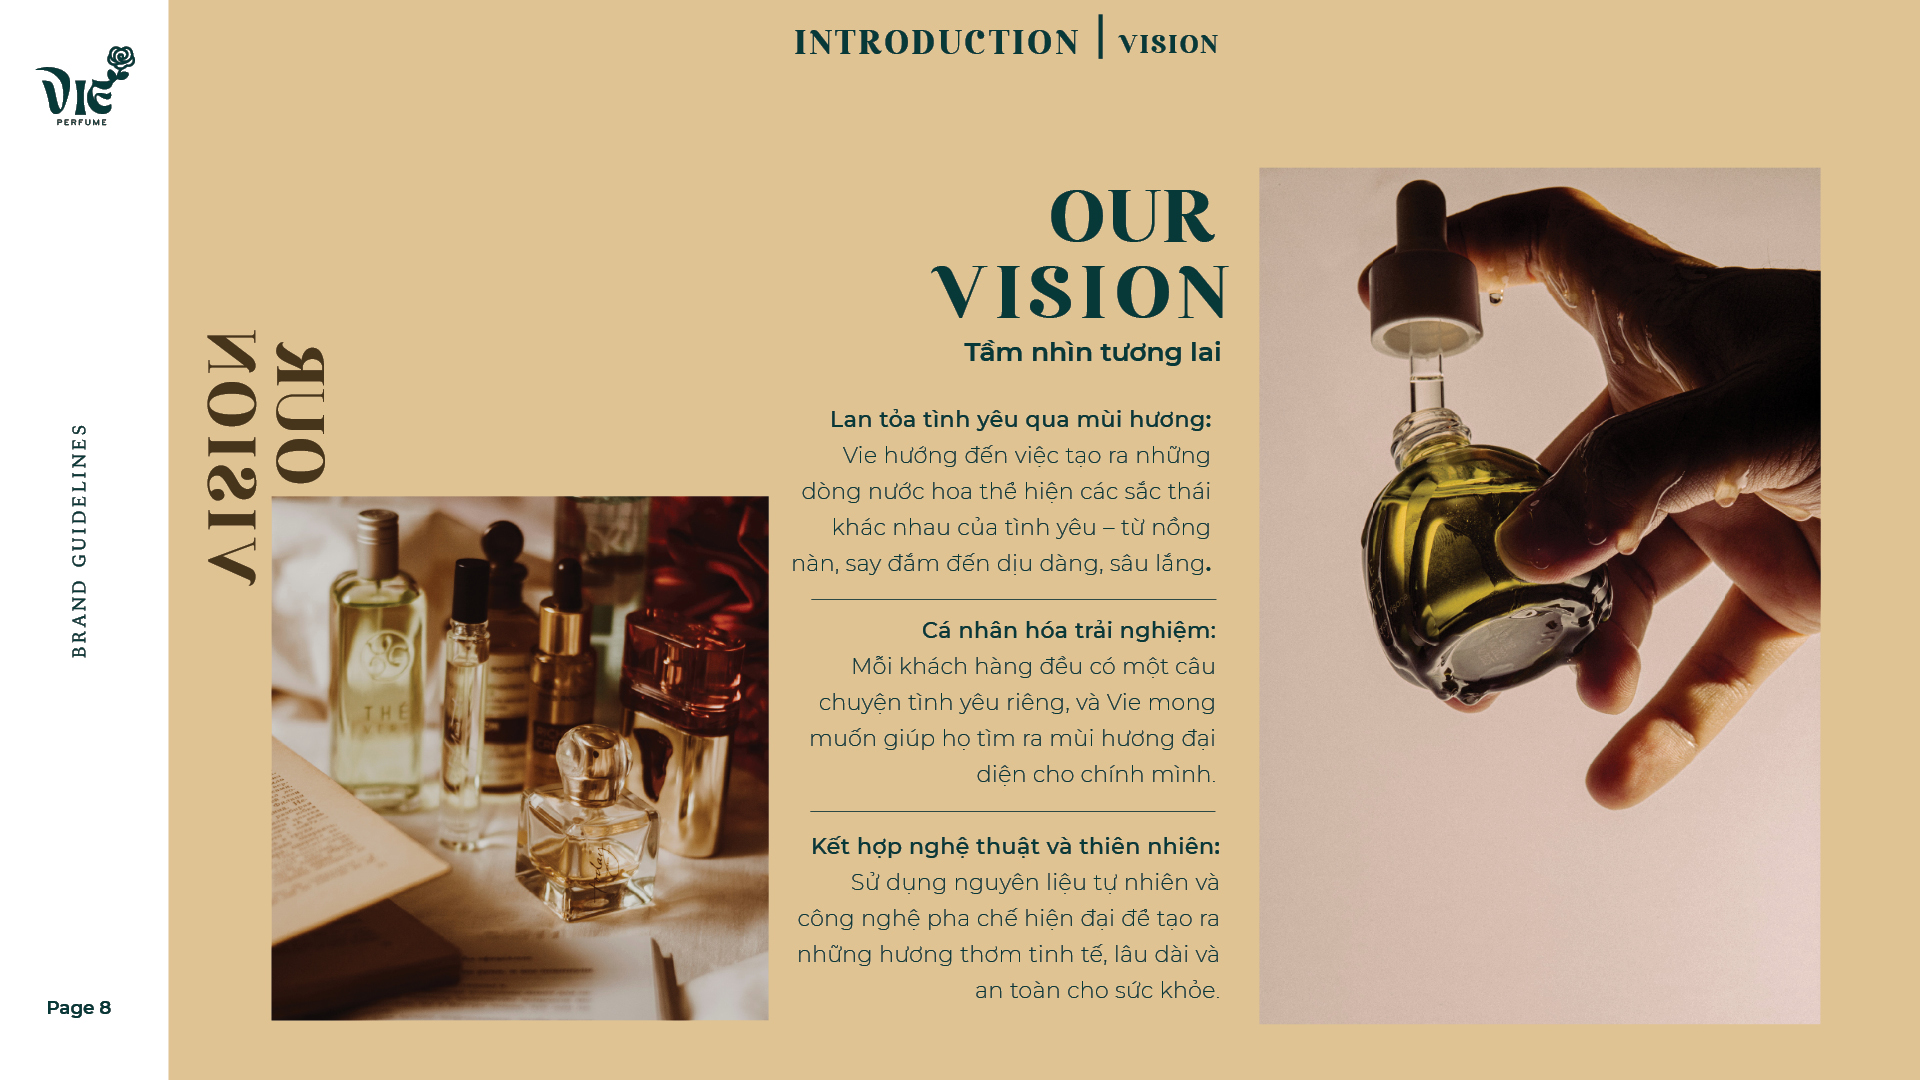 VIE
PERFUME
INTRODUCTION | VISION
OUR
VISION
Tầm nhìn tương lai
Lan tỏa tình yêu qua mùi hương:
Vie hướng đến việc tạo ra những
dòng nước hoa thể hiện các sắc thái
khác nhau của tình yêu – từ nồng
nàn, say đắm đến dịu dàng, sâu lắng.
Cá nhân hóa trải nghiệm:
Mỗi khách hàng đều có một câu
chuyện tình yêu riêng, và Vie mong
muốn giúp họ tìm ra mùi hương đại
diện cho chính mình.
Kết hợp nghệ thuật và thiên nhiên:
Sử dụng nguyên liệu tự nhiên và
công nghệ pha chế hiện đại để tạo ra
những hương thơm tinh tế, lâu dài và
an toàn cho sức khỏe.
OUR
VISION
THÉ
BRAND GUIDELINES
Page 8